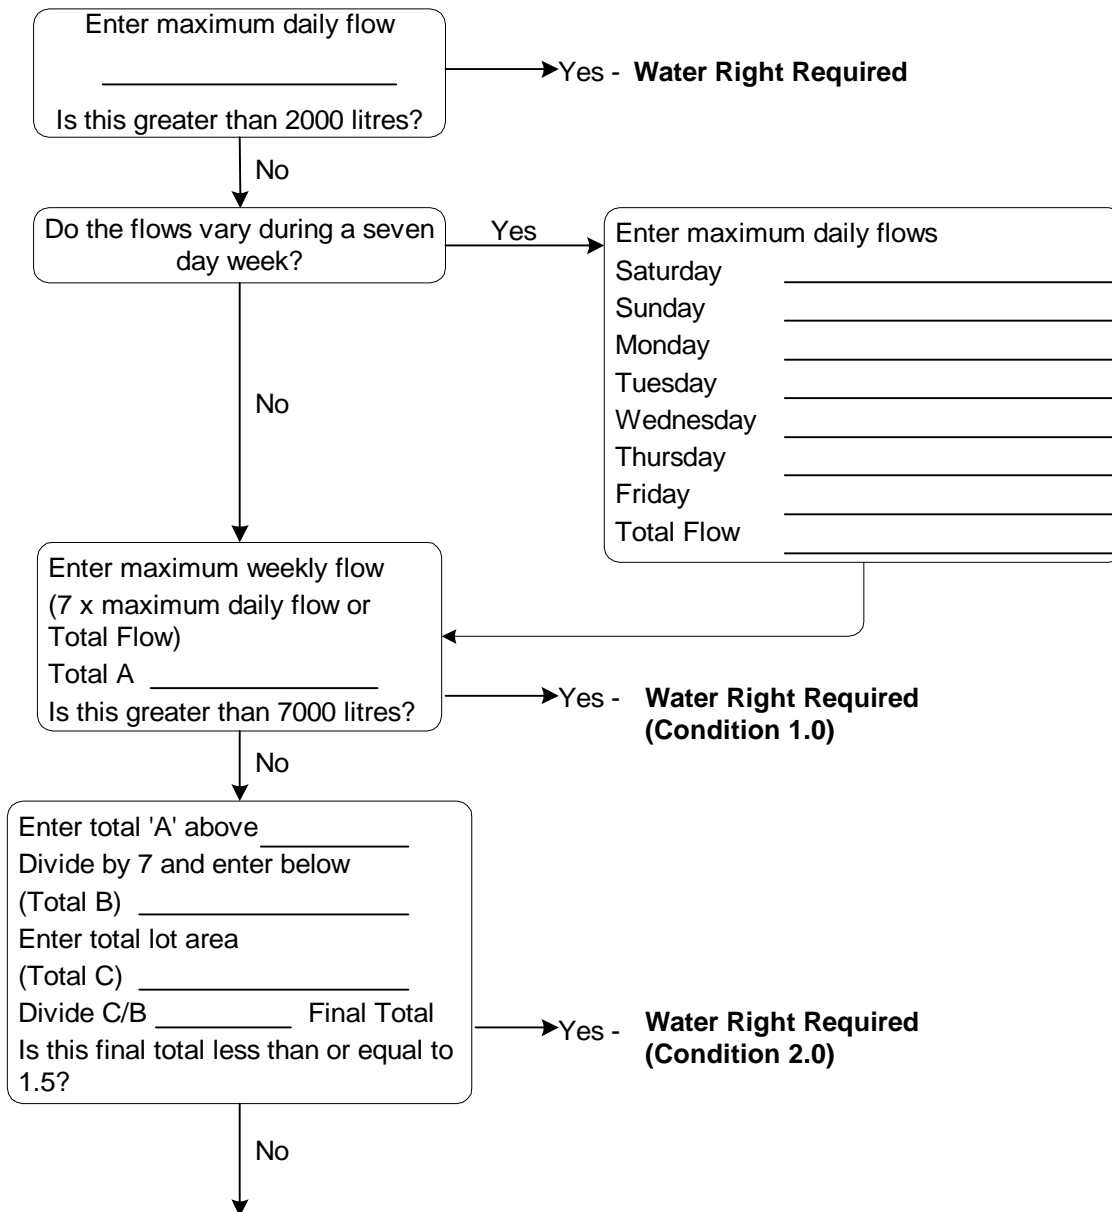 Enter maximum daily flow
Is this greater than 2000 litres?
Yes - Water Right Required
No
Do the flows vary during a seven
day week?
Yes
Enter maximum daily flows
Saturday
Sunday
Monday
Tuesday
Wednesday
Thursday
Friday
Total Flow
No
Enter maximum weekly flow
(7 x maximum daily flow or
Total Flow)
Total A
Is this greater than 7000 litres?
Yes - Water Right Required
(Condition 1.0)
No
Enter total 'A' above
Divide by 7 and enter below
(Total B)
Enter total lot area
(Total C)
Divide C/B Final Total
Is this final total less than or equal to
1.5?
Yes - Water Right Required
(Condition 2.0)
No